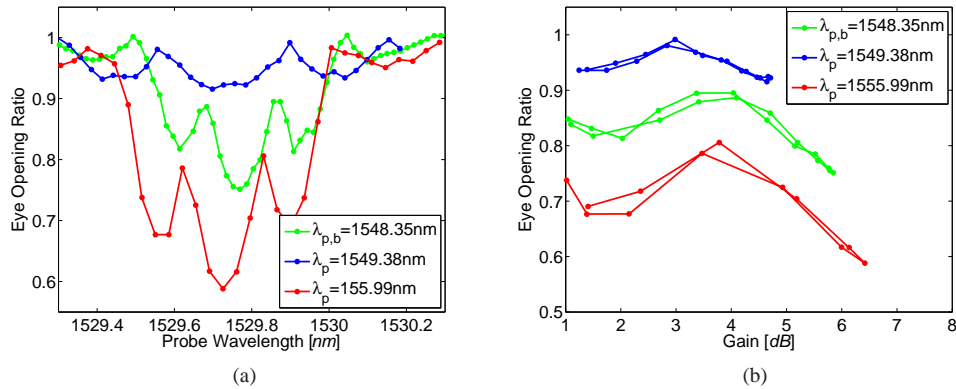 1
0.9
0.8
0.7
0.6
Eye Opening Ratio
λp,b=1548.35nm
λp=1549.38nm
λp=155.99nm
1529.4 1529.6 1529.8 1530 1530.2
Probe Wavelength [nm]
(a)
1
0.9
0.8
0.7
0.6
0.5
Eye Opening Ratio
λp,b=1548.35nm
λp=1549.38nm
λp=1555.99nm
1 2 3 4 5 6 7 8
Gain [dB]
(b)